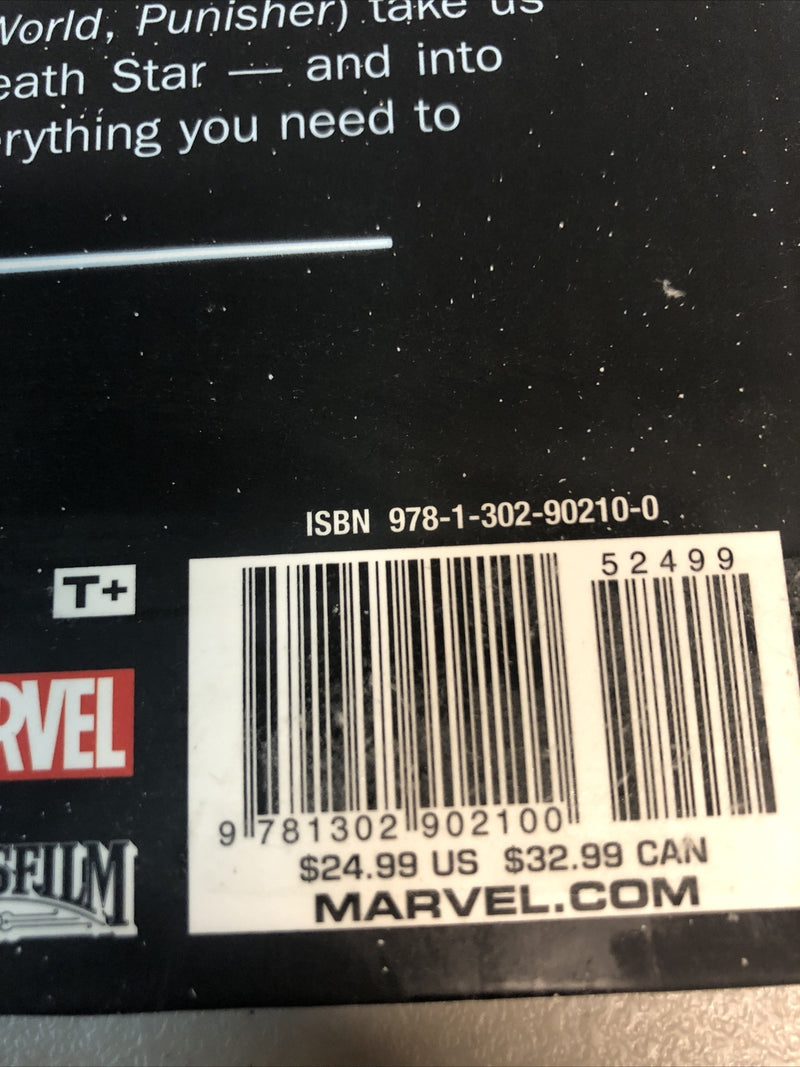 World, Punisher) take us
eath Star — and into
erything you need to
ISBN 978-1-302-90210-0
52499
T+
RVEL
9 781302 902100
SFILM
$24.99 US $32.99 CAN
MARVEL.COM